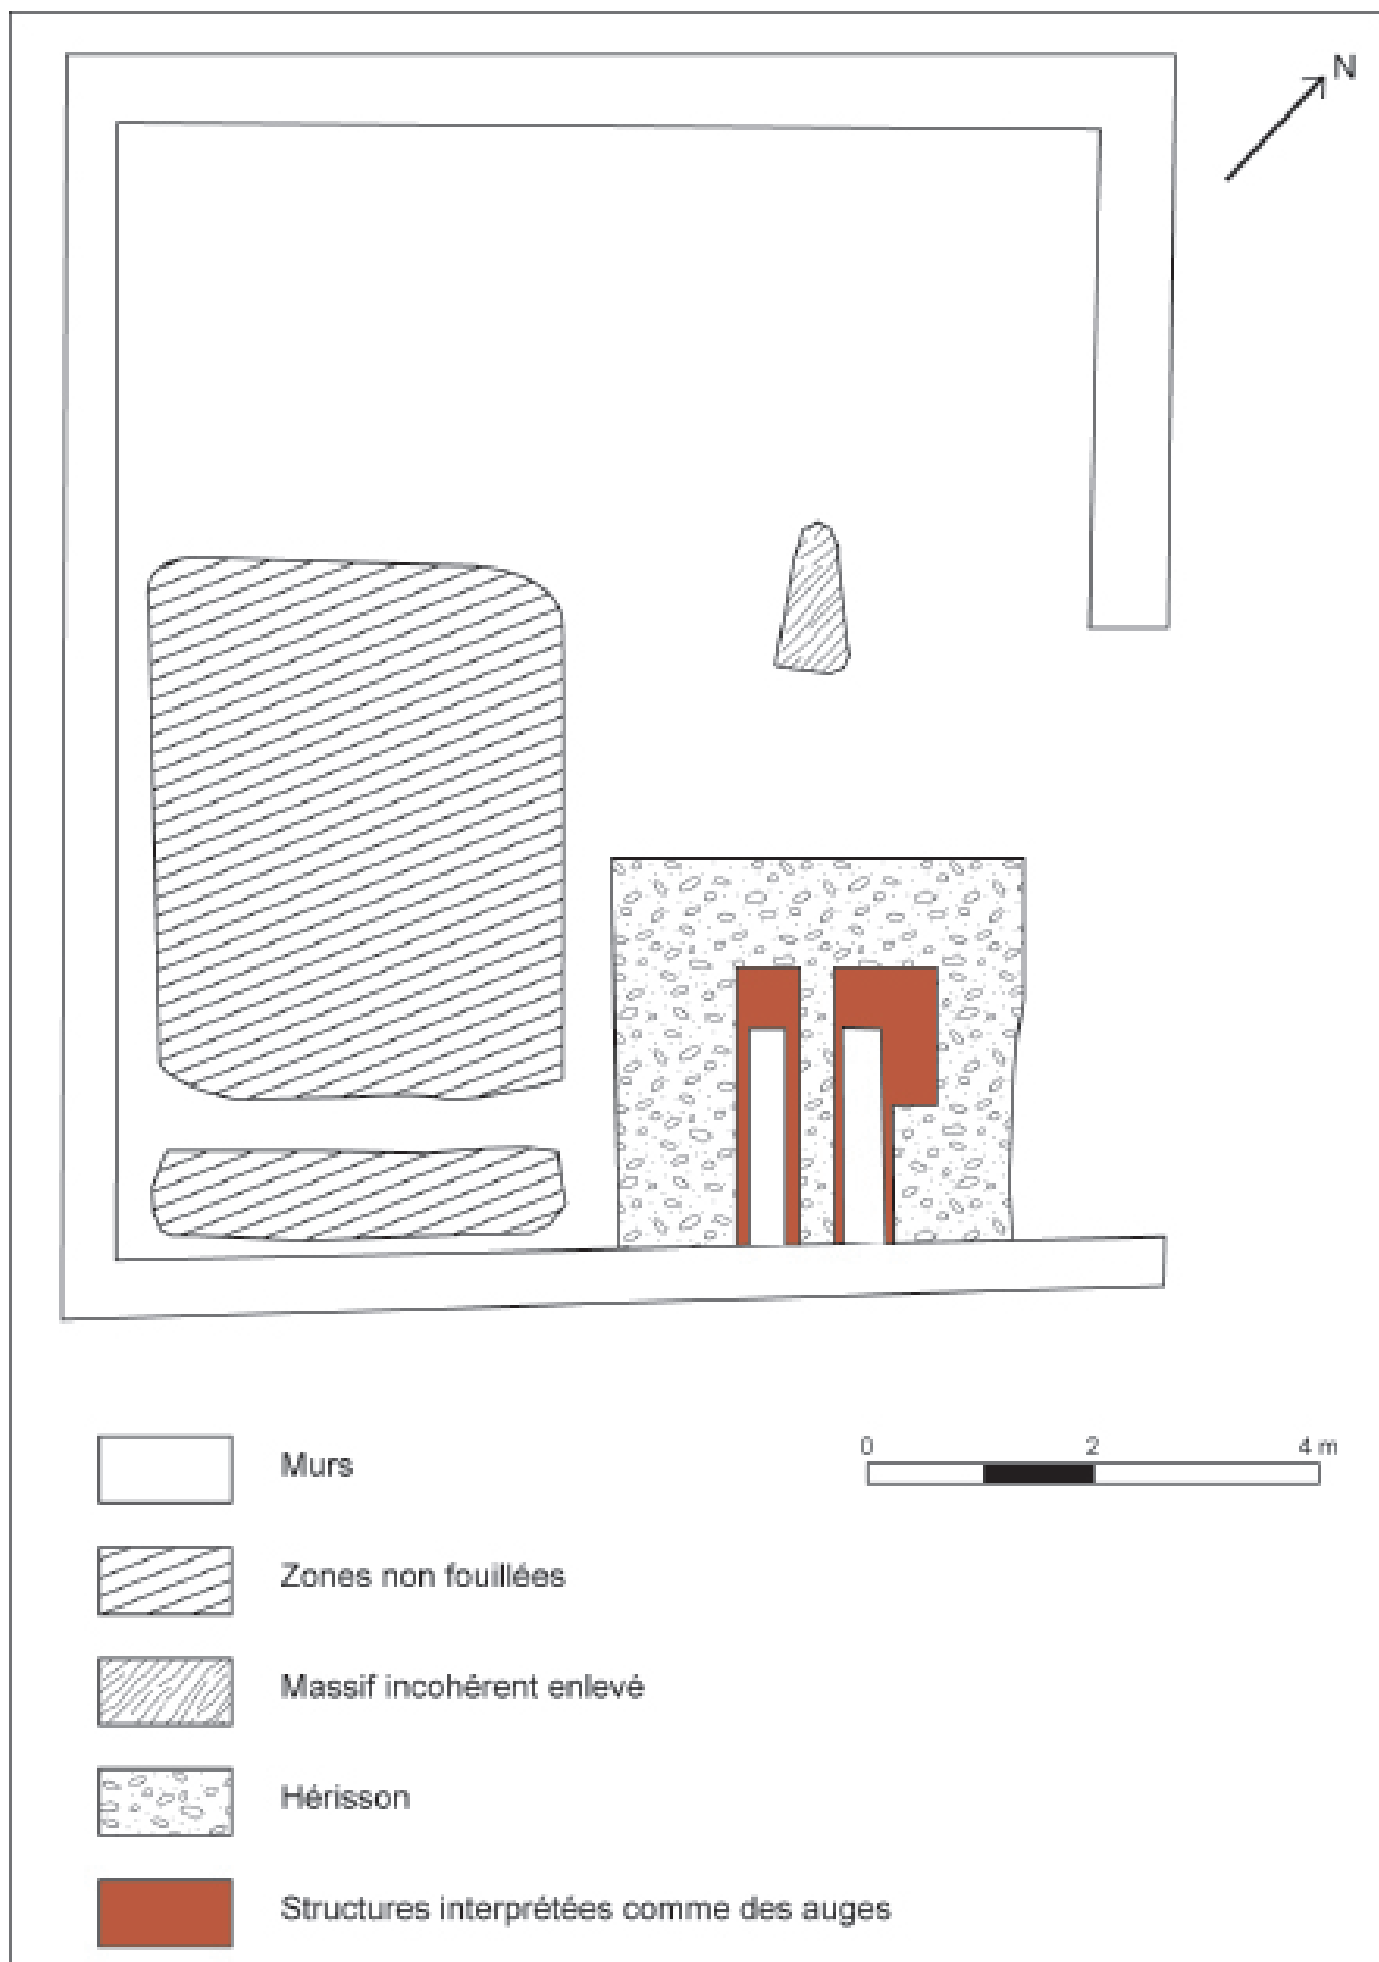 N
0 2 4 m
Murs
Zones non fouillées
Massif incohérent enlevé
Hérisson
Structures interprétées comme des auges